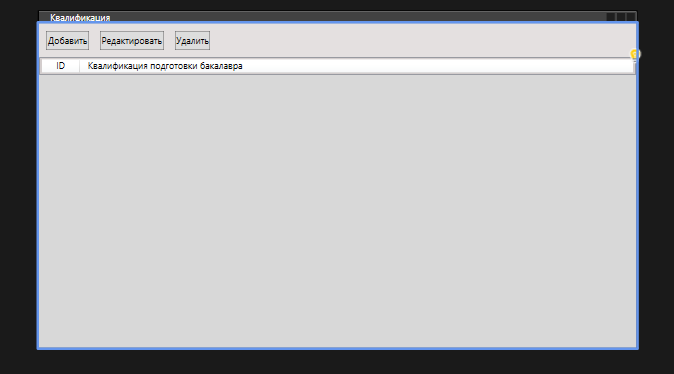 Квалификация
Добавить Редактировать Удалить
ID Квалификация подготовки бакалавра